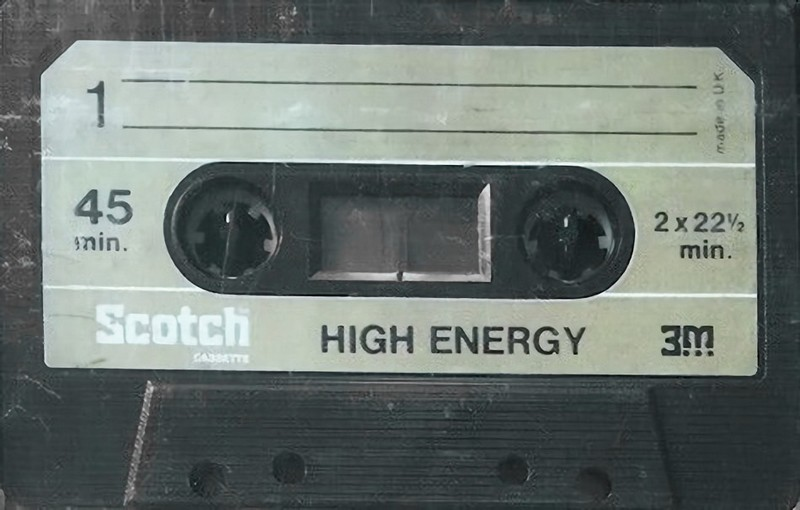 1
made in U.K.
45
min.
2 x 22½
min.
Scotch
CASSETTE
HIGH ENERGY
3M